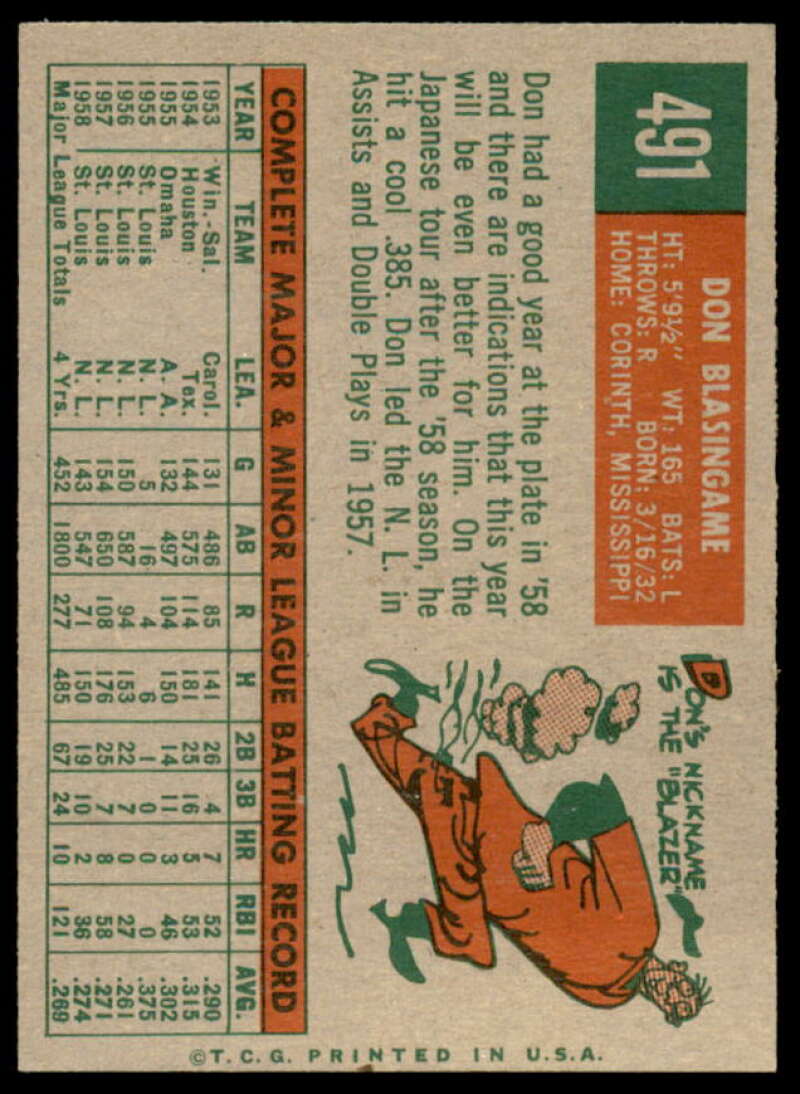 491
DON BLASINGAME
HT: 5'9½" WT: 165 BATS: L
THROWS: R BORN: 3/16/32
HOME: CORINTH, MISSISSIPPI
Don had a good year at the plate in '58
and there are indications that this year
will be even better for him. On the
Japanese tour after the '58 season, he
hit a cool .385. Don led the N. L. in
Assists and Double Plays in 1957.
DON'S NICKNAME
IS THE "BLAZER"
B
COMPLETE MAJOR & MINOR LEAGUE BATTING RECORD
YEAR TEAM LEA. G AB R H 2B 3B HR RBI AVG.
1953 Win.-Sal. Carol. 131 486 85 141 26 4 7 52 .290
1954 Houston Tex. 144 575 114 181 25 16 5 53 .315
1955 Omaha A. A. 132 497 104 150 14 11 3 46 .302
1955 St. Louis N. L. 5 16 4 6 1 0 0 0 .375
1956 St. Louis N. L. 150 587 94 153 22 7 0 27 .261
1957 St. Louis N. L. 154 650 108 176 25 7 8 58 .271
1958 St. Louis N. L. 143 547 71 150 19 10 2 36 .274
Major League Totals 4 Yrs. 452 1800 277 485 67 24 10 121 .269
©T.C.G. PRINTED IN U.S.A.